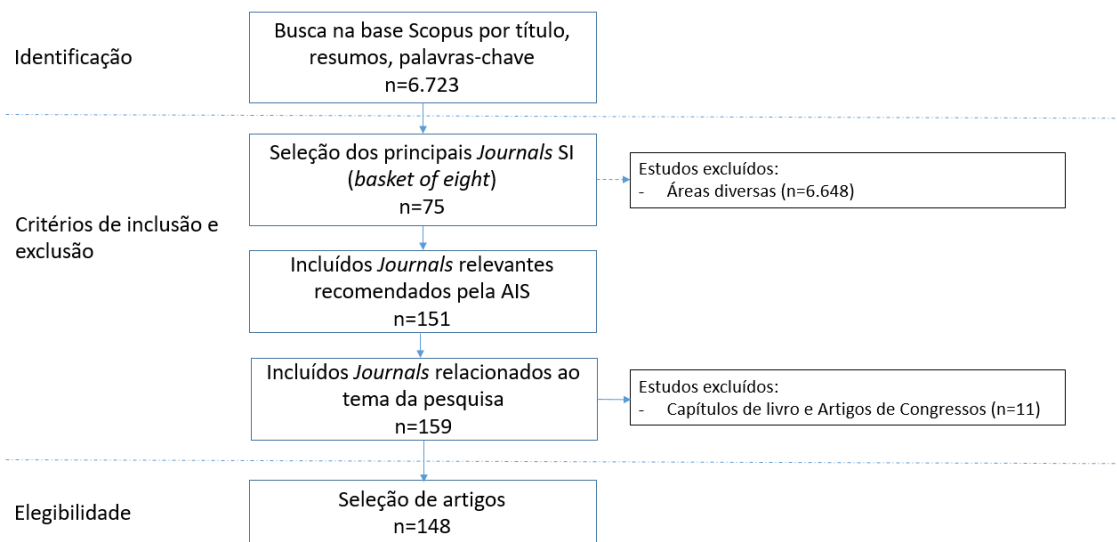 Identificação
Busca na base Scopus por título,
resumos, palavras-chave
n=6.723
Critérios de inclusão e
exclusão
Seleção dos principais Journals SI
(basket of eight)
n=75
Estudos excluídos:
- Áreas diversas (n=6.648)
Incluídos Journals relevantes
recomendados pela AIS
n=151
Incluídos Journals relacionados ao
tema da pesquisa
n=159
Estudos excluídos:
- Capítulos de livro e Artigos de Congressos (n=11)
Elegibilidade
Seleção de artigos
n=148